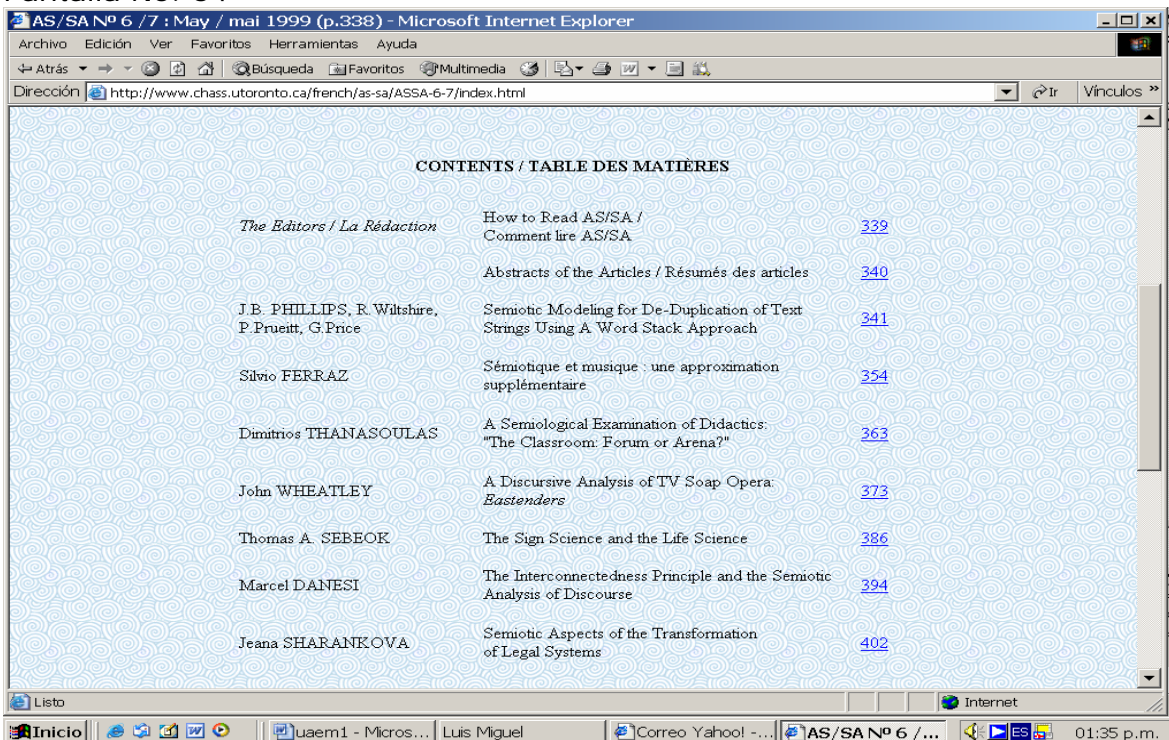 AS/SA Nº 6 /7 : May / mai 1999 (p.338) - Microsoft Internet Explorer
Archivo Edición Ver Favoritos Herramientas Ayuda
Atrás Búsqueda Favoritos Multimedia
Dirección http://www.chass.utoronto.ca/french/as-sa/ASSA-6-7/index.html Ir Vínculos »
CONTENTS / TABLE DES MATIÈRES
The Editors / La Rédaction
How to Read AS/SA /
Comment lire AS/SA
339
Abstracts of the Articles / Résumés des articles 340
J.B. PHILLIPS, R.Wiltshire,
P.Prueitt, G.Price
Semiotic Modeling for De-Duplication of Text
Strings Using A Word Stack Approach
341
Silvio FERRAZ
Sémiotique et musique : une approximation
supplémentaire
354
Dimitrios THANASOULAS
A Semiological Examination of Didactics:
"The Classroom: Forum or Arena?"
363
John WHEATLEY
A Discursive Analysis of TV Soap Opera:
Eastenders
373
Thomas A. SEBEOK The Sign Science and the Life Science 386
Marcel DANESI
The Interconnectedness Principle and the Semiotic
Analysis of Discourse
394
Jeana SHARANKOVA
Semiotic Aspects of the Transformation
of Legal Systems
402
Listo Internet
Inicio uaem1 - Micros... Luis Miguel Correo Yahoo! -... AS/SA Nº 6 /... ES 01:35 p.m.